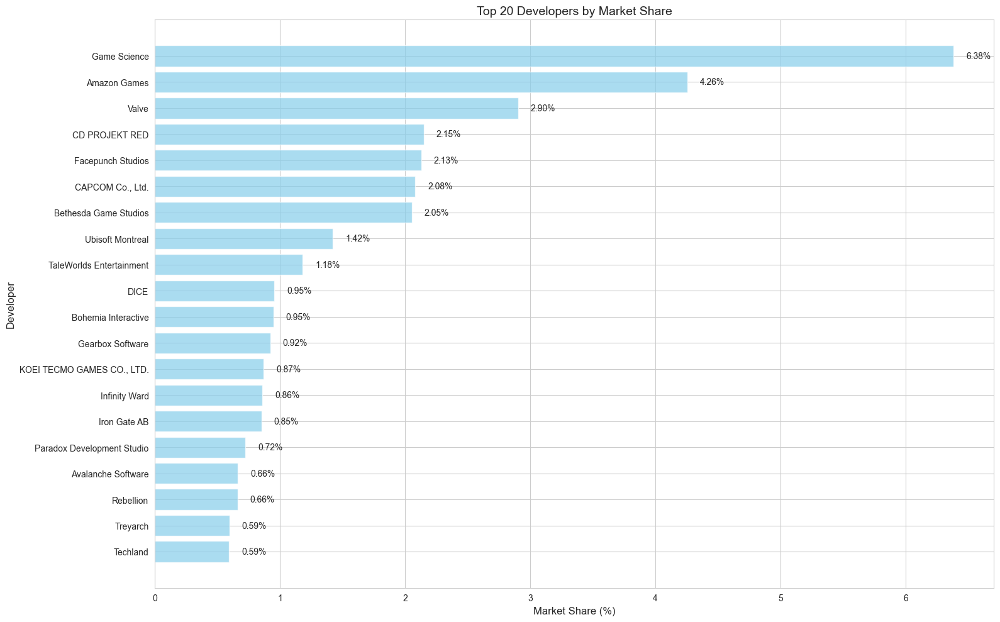 Top 20 Developers by Market Share
Developer
Game Science 6.38%
Amazon Games 4.26%
Valve 2.90%
CD PROJEKT RED 2.15%
Facepunch Studios 2.13%
CAPCOM Co., Ltd. 2.08%
Bethesda Game Studios 2.05%
Ubisoft Montreal 1.42%
TaleWorlds Entertainment 1.18%
DICE 0.95%
Bohemia Interactive 0.95%
Gearbox Software 0.92%
KOEI TECMO GAMES CO., LTD. 0.87%
Infinity Ward 0.86%
Iron Gate AB 0.85%
Paradox Development Studio 0.72%
Avalanche Software 0.66%
Rebellion 0.66%
Treyarch 0.59%
Techland 0.59%
0 1 2 3 4 5 6
Market Share (%)